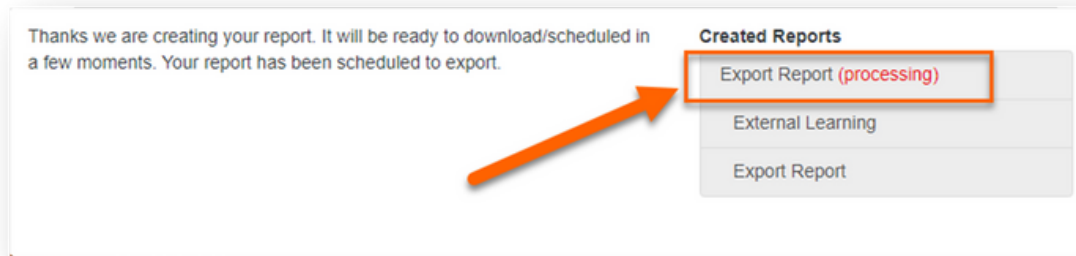 Thanks we are creating your report. It will be ready to download/scheduled in
a few moments. Your report has been scheduled to export.
Created Reports
Export Report (processing)
External Learning
Export Report